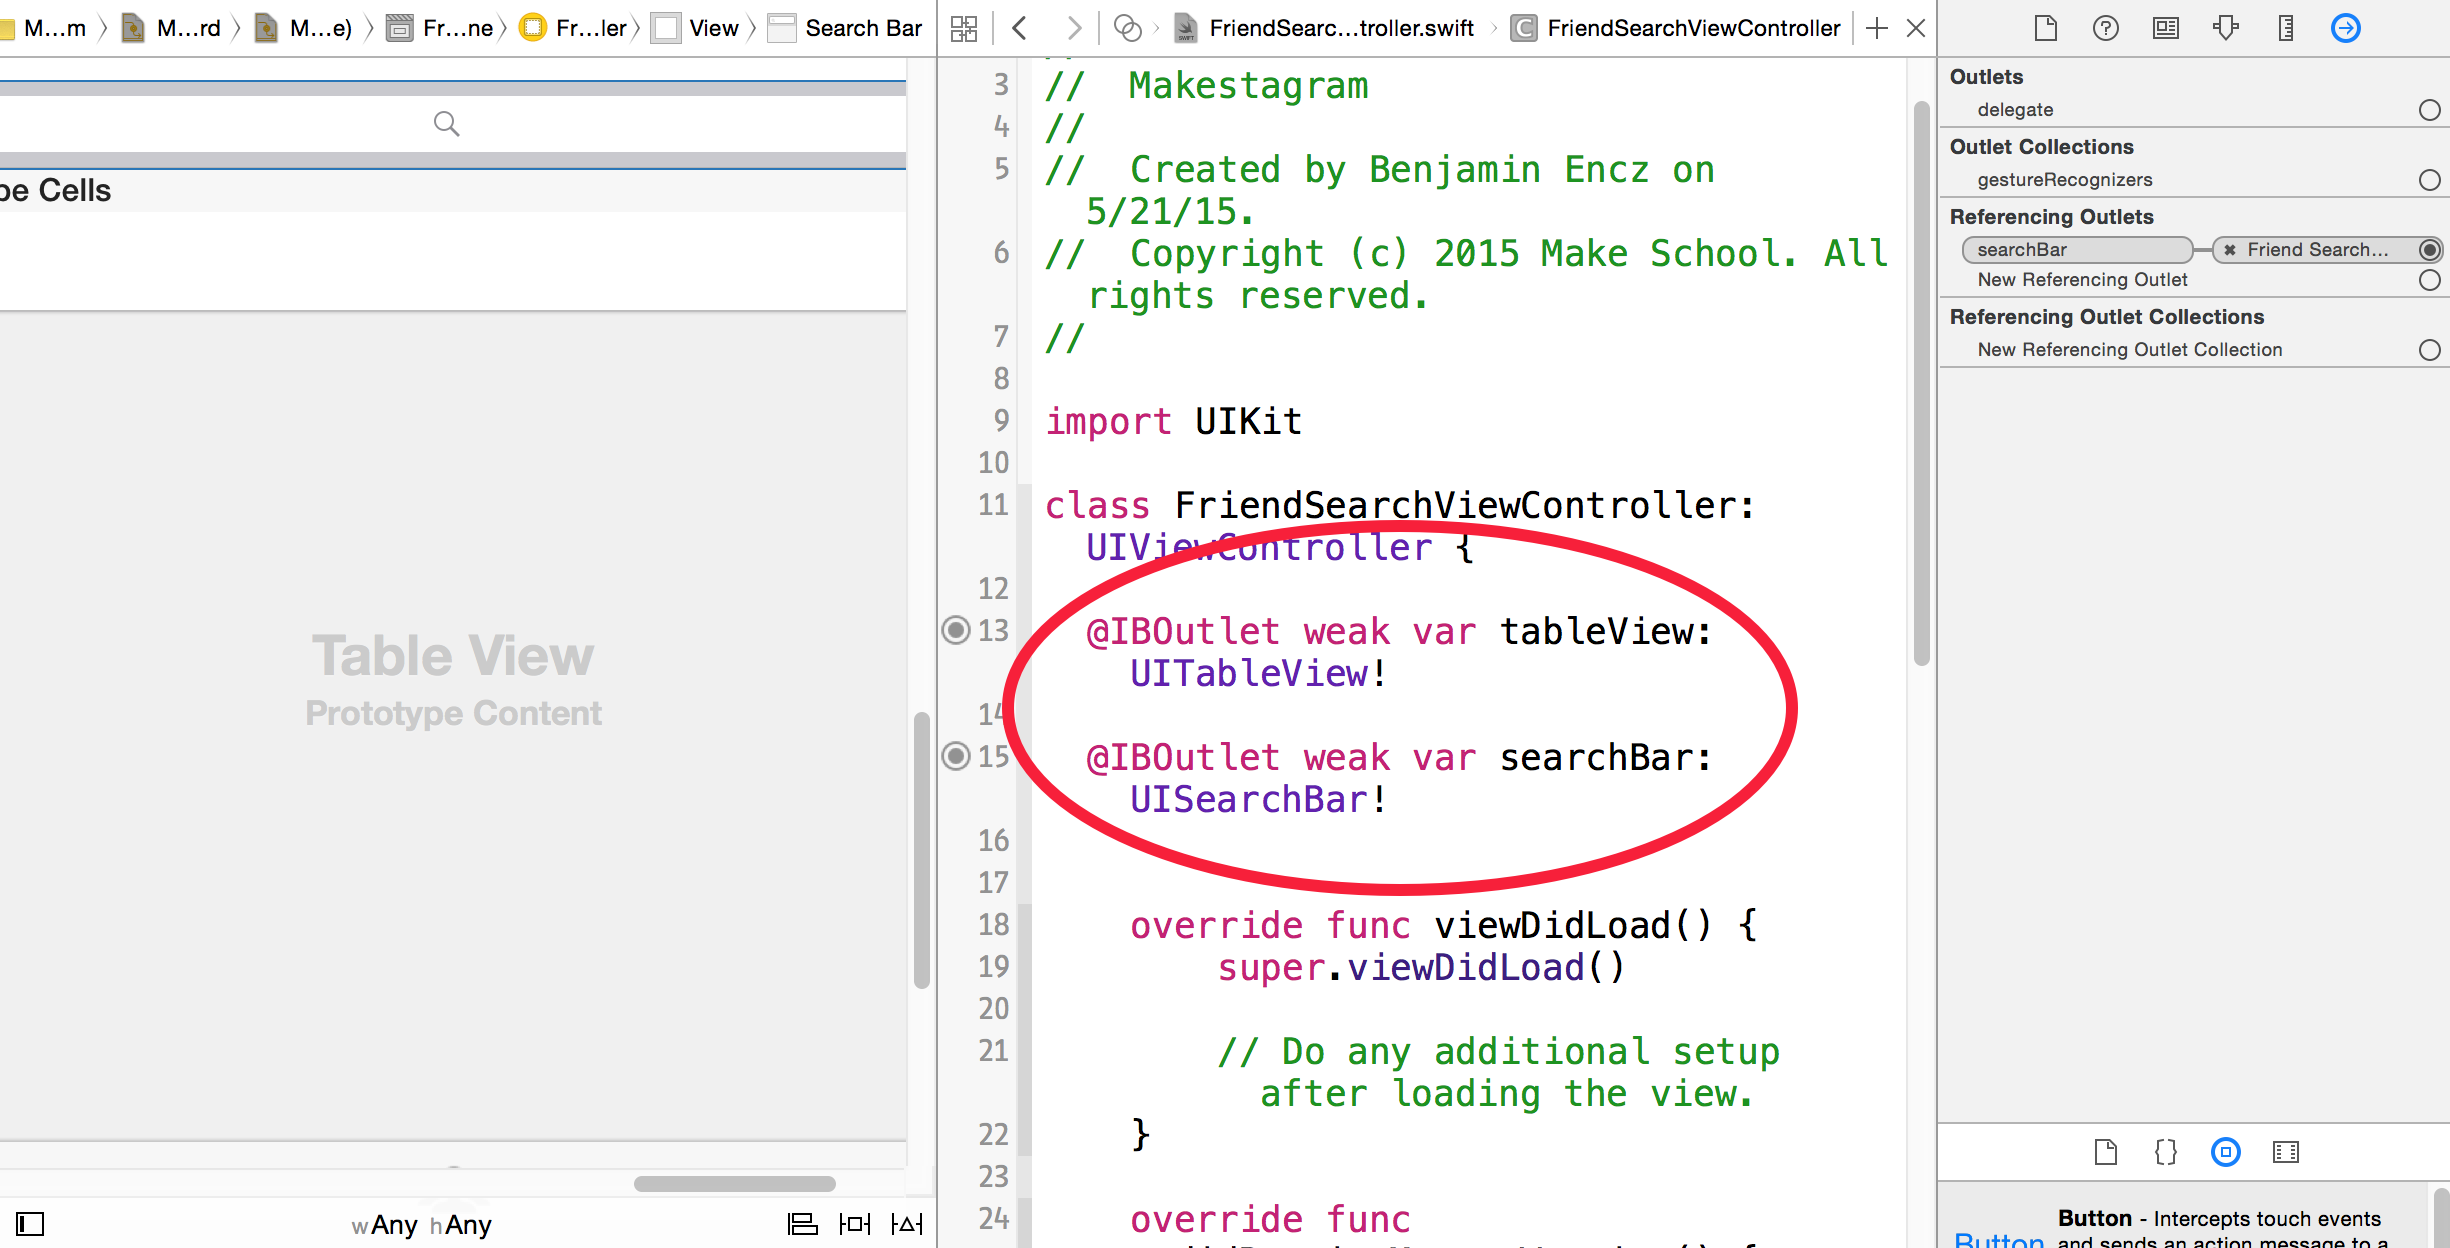 M...m M...rd M...e) Fr...ne Fr...ler View Search Bar
pe Cells
Table View
Prototype Content
wAny hAny
FriendSearc...troller.swift FriendSearchViewController
3 // Makestagram
4 //
5 // Created by Benjamin Encz on
5/21/15.
6 // Copyright (c) 2015 Make School. All
rights reserved.
7 //
8
9 import UIKit
10
11 class FriendSearchViewController:
UIViewController {
12
13 @IBOutlet weak var tableView:
UITableView!
14
15 @IBOutlet weak var searchBar:
UISearchBar!
16
17
18 override func viewDidLoad() {
19 super.viewDidLoad()
20
21 // Do any additional setup
after loading the view.
22 }
23
24 override func
Outlets
delegate
Outlet Collections
gestureRecognizers
Referencing Outlets
searchBar Friend Search...
New Referencing Outlet
Referencing Outlet Collections
New Referencing Outlet Collection
Button - Intercepts touch events
Button and sends an action message to a